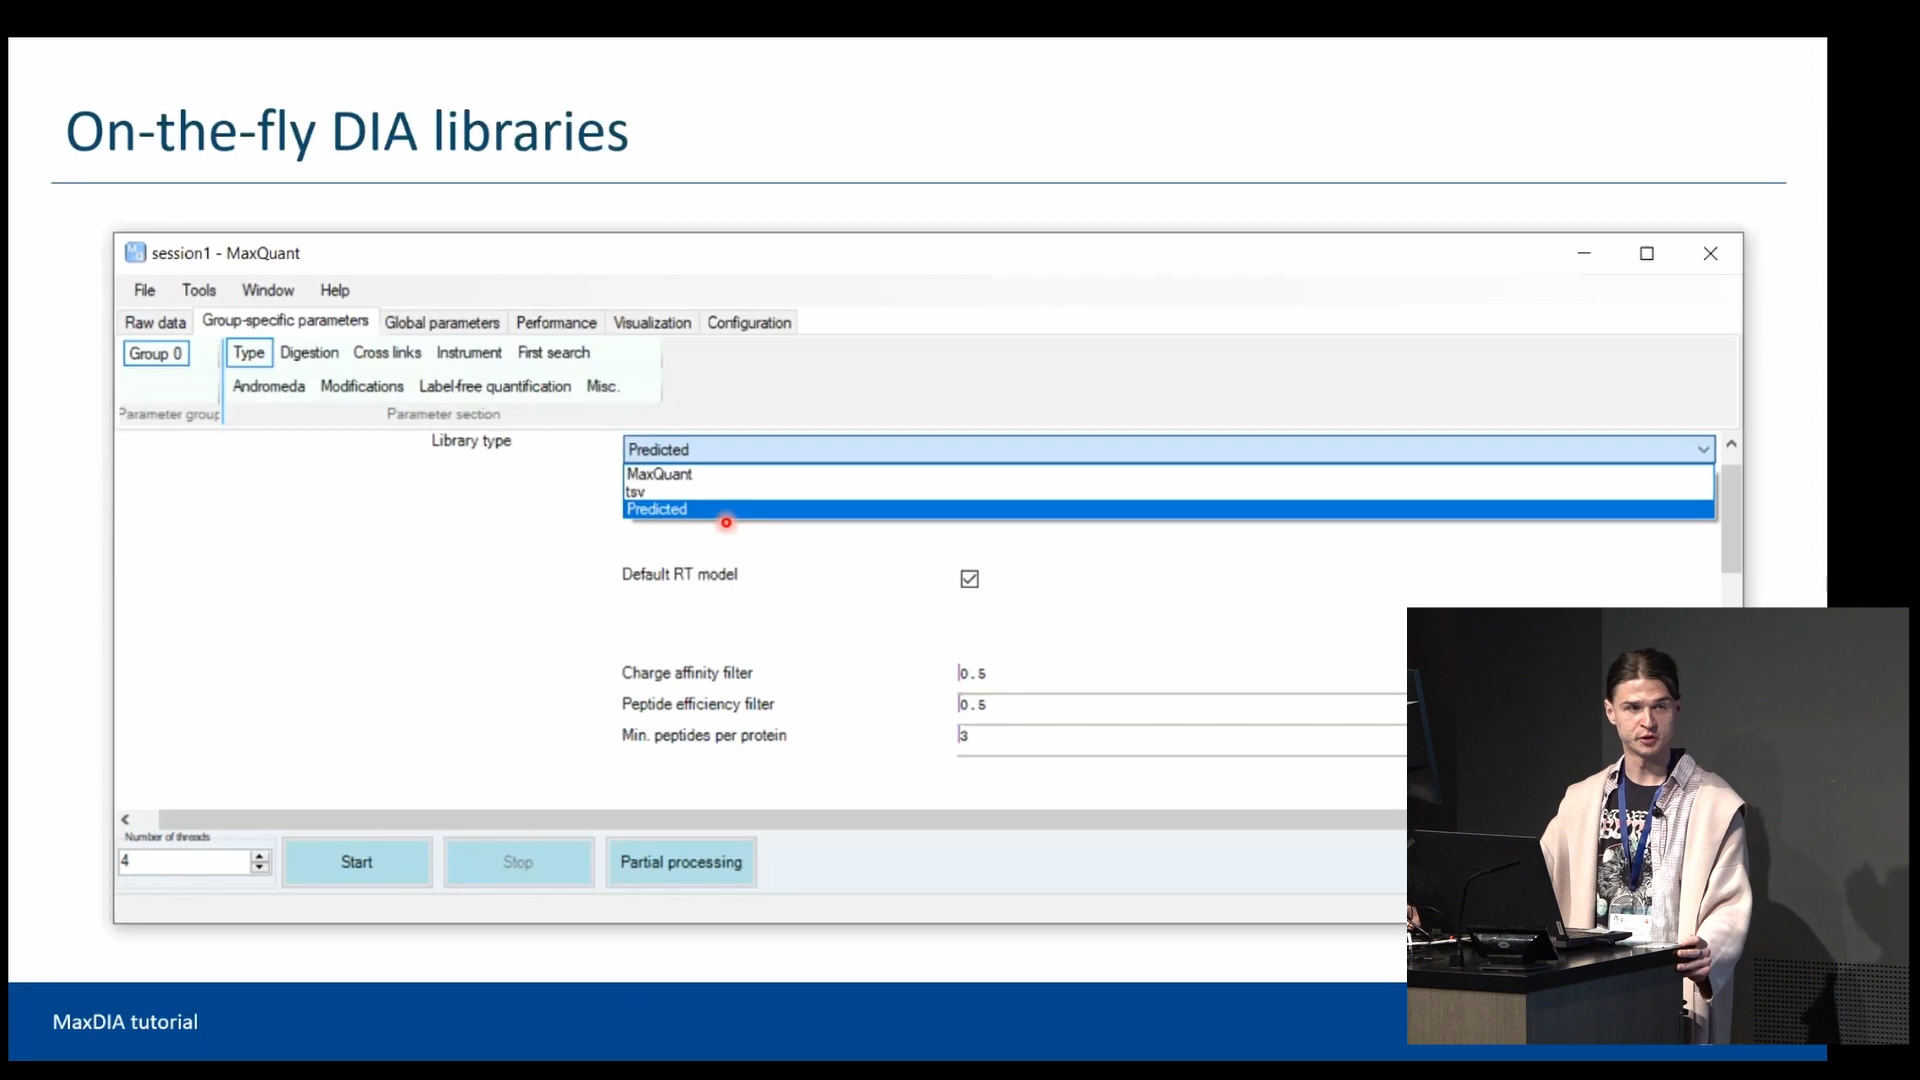 On-the-fly DIA libraries
session1 - MaxQuant
File Tools Window Help
Raw data Group-specific parameters Global parameters Performance Visualization Configuration
Group 0 Type Digestion Cross links Instrument First search
Andromeda Modifications Label-free quantification Misc.
Parameter group Parameter section
Library type Predicted
MaxQuant
tsv
Predicted
Default RT model
Charge affinity filter 0.5
Peptide efficiency filter 0.5
Min. peptides per protein 3
Number of threads
4 Start Stop Partial processing
MaxDIA tutorial